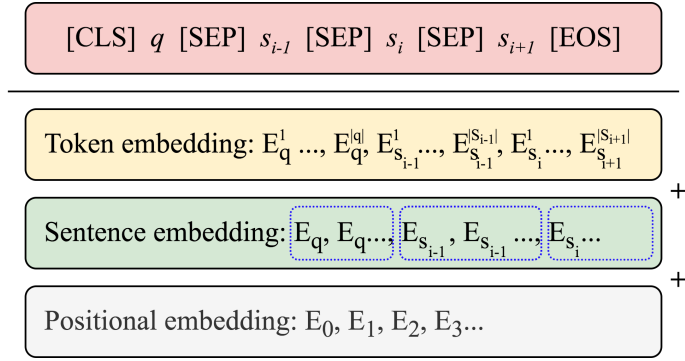 [CLS] q [SEP] s_{i-1} [SEP] s_i [SEP] s_{i+1} [EOS]
Token embedding: E_q^1 ..., E_q^{|q|}, E_{s_{i-1}}^1 ..., E_{s_{i-1}}^{|s_{i-1}|}, E_{s_i}^1 ..., E_{s_{i+1}}^{|s_{i+1}|}
+
Sentence embedding: E_q, E_q..., E_{s_{i-1}}, E_{s_{i-1}} ..., E_{s_i}...
+
Positional embedding: E_0, E_1, E_2, E_3...